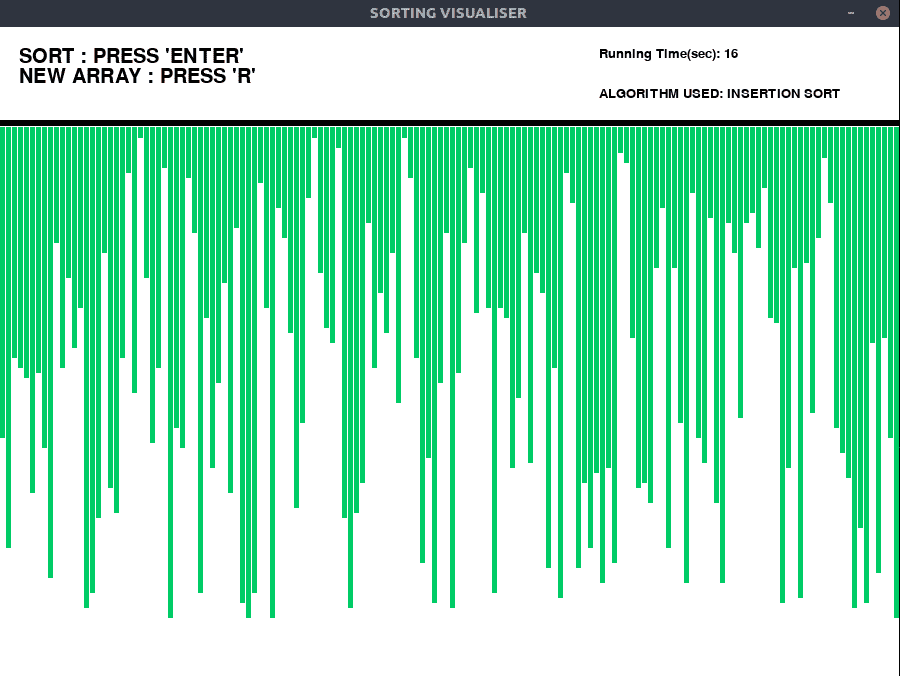 SORTING VISUALISER
SORT : PRESS 'ENTER'
NEW ARRAY : PRESS 'R'
Running Time(sec): 16
ALGORITHM USED: INSERTION SORT